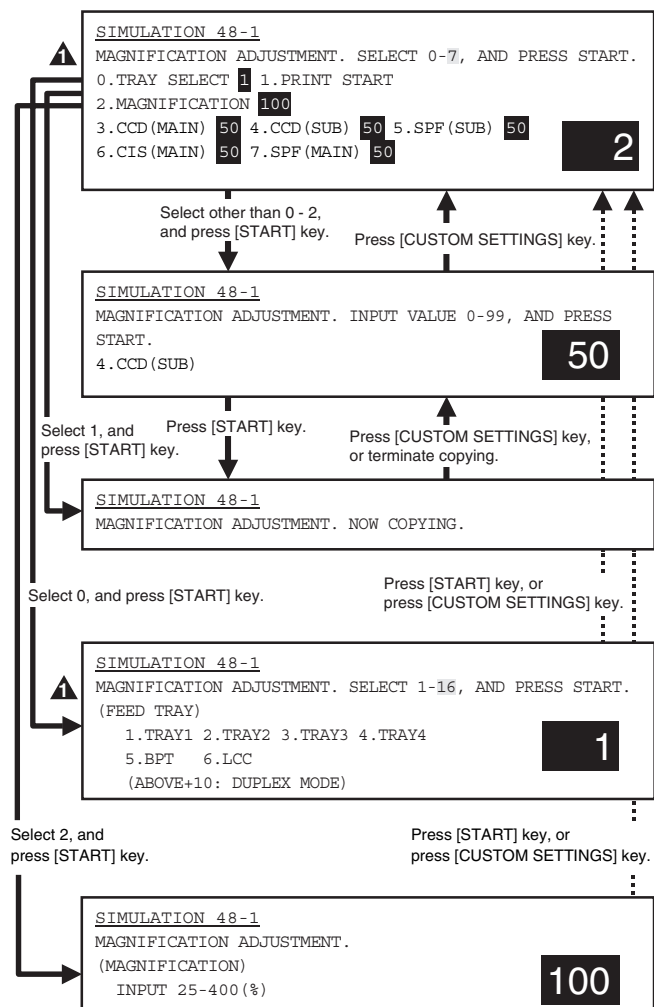 SIMULATION 48-1
1
MAGNIFICATION ADJUSTMENT. SELECT 0-7, AND PRESS START.
0.TRAY SELECT 1 1.PRINT START
2.MAGNIFICATION 100
3.CCD(MAIN) 50 4.CCD(SUB) 50 5.SPF(SUB) 50
6.CIS(MAIN) 50 7.SPF(MAIN) 50
2
Select other than 0 - 2,
and press [START] key.
Press [CUSTOM SETTINGS] key.
SIMULATION 48-1
MAGNIFICATION ADJUSTMENT. INPUT VALUE 0-99, AND PRESS
START.
4.CCD(SUB)
50
Select 1, and
press [START] key.
Press [START] key.
Press [CUSTOM SETTINGS] key,
or terminate copying.
SIMULATION 48-1
MAGNIFICATION ADJUSTMENT. NOW COPYING.
Select 0, and press [START] key.
Press [START] key, or
press [CUSTOM SETTINGS] key.
SIMULATION 48-1
1
MAGNIFICATION ADJUSTMENT. SELECT 1-16, AND PRESS START.
(FEED TRAY)
1.TRAY1 2.TRAY2 3.TRAY3 4.TRAY4
5.BPT 6.LCC
(ABOVE+10: DUPLEX MODE)
1
Select 2, and
press [START] key.
Press [START] key, or
press [CUSTOM SETTINGS] key.
SIMULATION 48-1
MAGNIFICATION ADJUSTMENT.
(MAGNIFICATION)
INPUT 25-400(%)
100